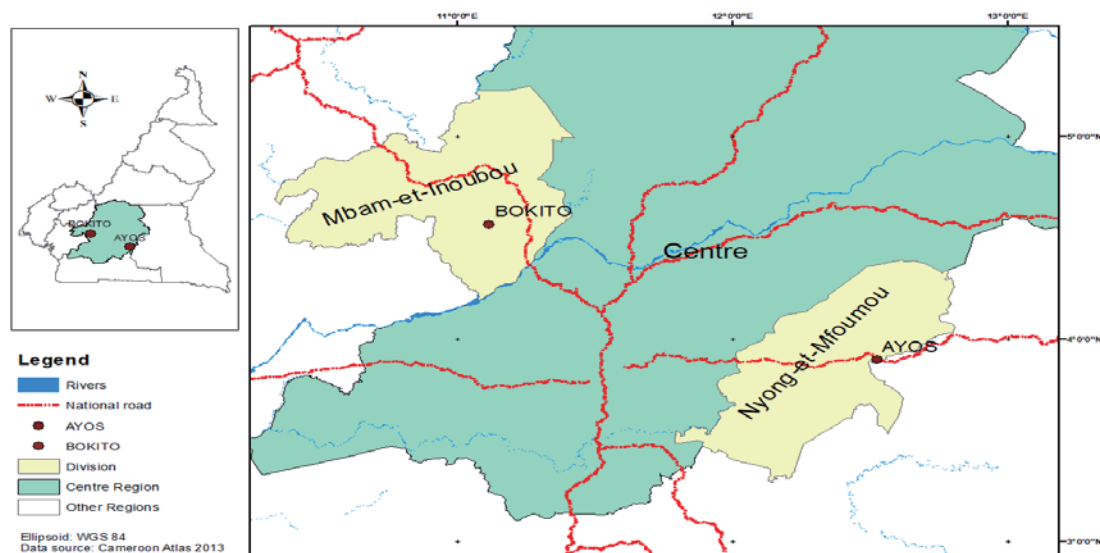 11°0'0"E 12°0'0"E 13°0'0"E
N
W E
S
BOKITO
AYOS
5°0'0"N
Mbam-et-Inoubou
BOKITO
Centre
4°0'0"N
AYOS
Nyong-et-Mfoumou
3°0'0"N
Legend
Rivers
National road
AYOS
BOKITO
Division
Centre Region
Other Regions
Ellipsoid: WGS 84
Data source: Cameroon Atlas 2013